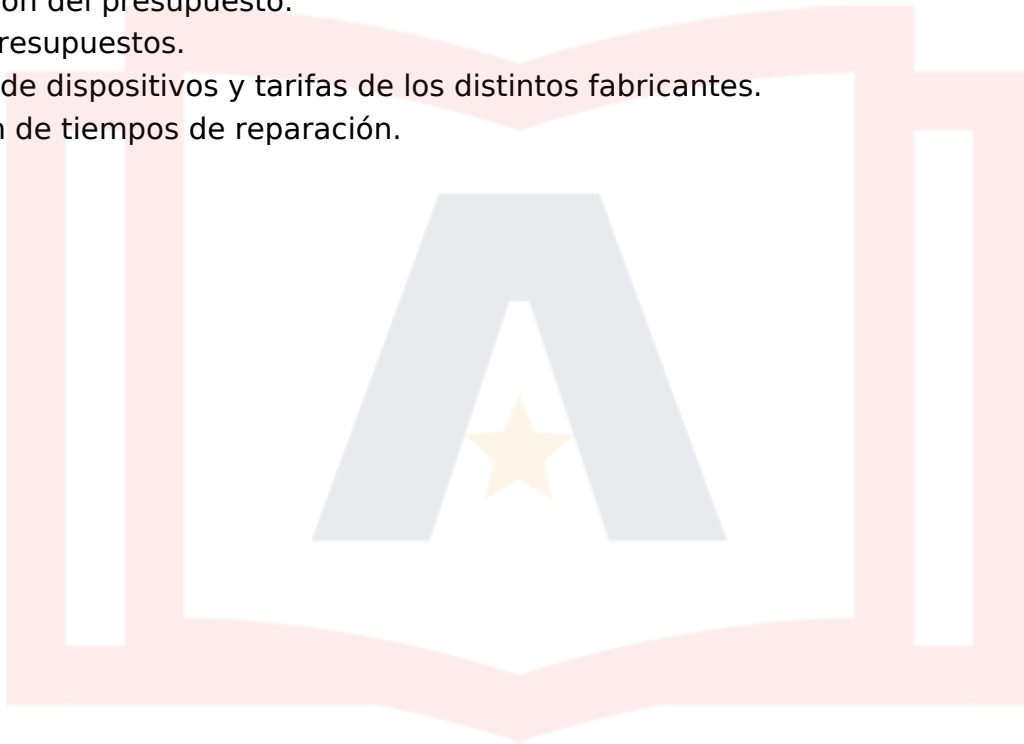 del presupuesto.
resupuestos.
de dispositivos y tarifas de los distintos fabricantes.
de tiempos de reparación.